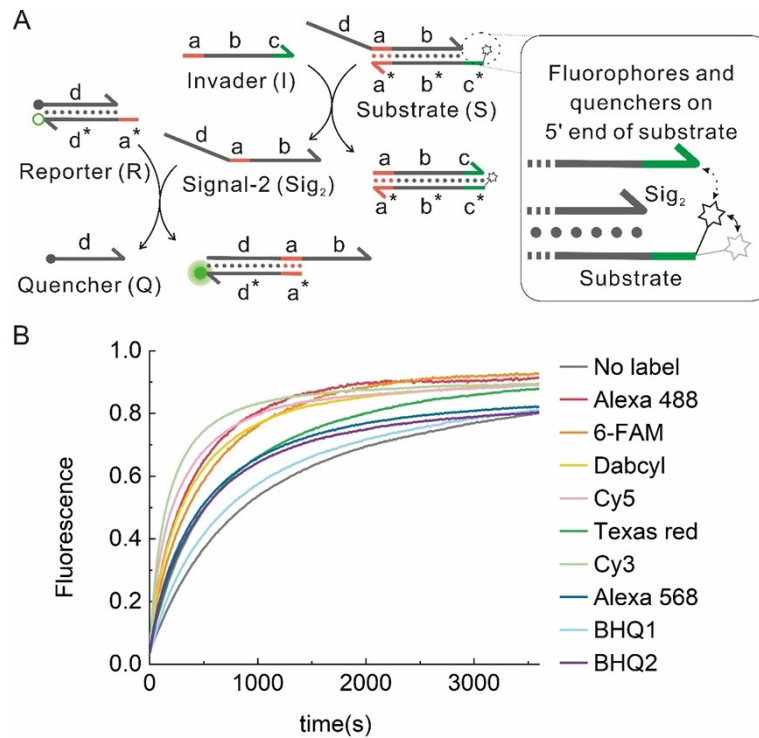 A
d
a b c
Invader (I)
a b
a* b* c*
Substrate (S)
d
d* a*
Reporter (R)
d a b
Signal-2 (Sig2)
a b c
a* b* c*
d
Quencher (Q)
d a b
d* a*
Fluorophores and
quenchers on
5' end of substrate
Sig2
Substrate
B
Fluorescence
1.0
0.8
0.6
0.4
0.2
0.0
0 1000 2000 3000
time(s)
No label
Alexa 488
6-FAM
Dabcyl
Cy5
Texas red
Cy3
Alexa 568
BHQ1
BHQ2